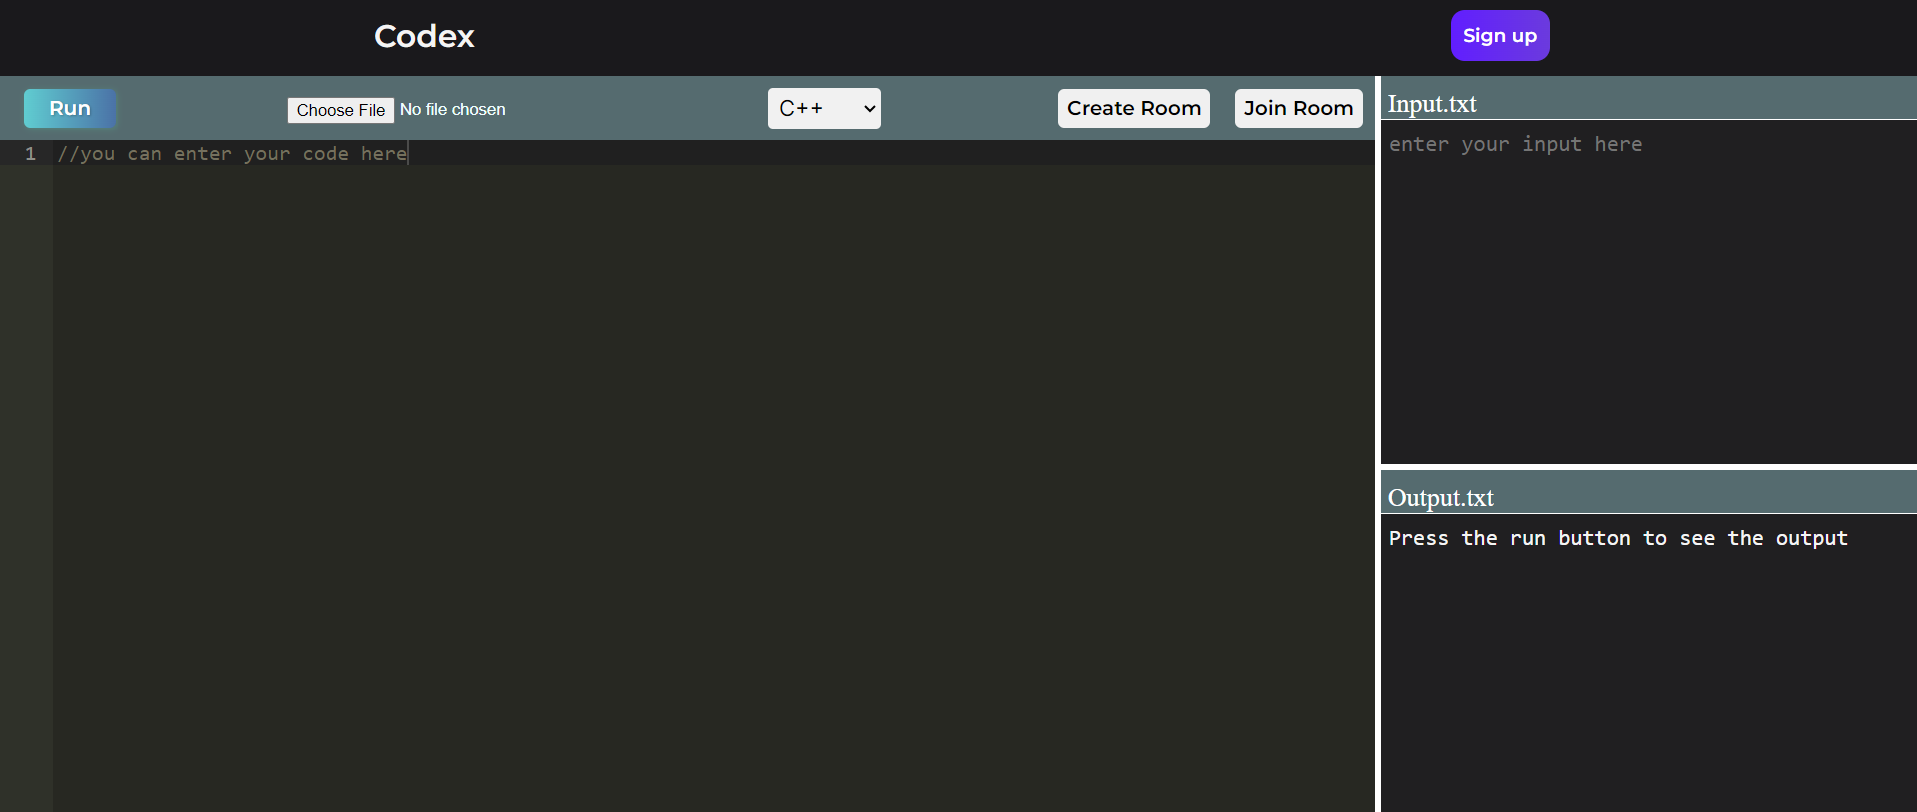 Codex
Sign up
Run
Choose File No file chosen
C++
Create Room
Join Room
1 //you can enter your code here
Input.txt
enter your input here
Output.txt
Press the run button to see the output